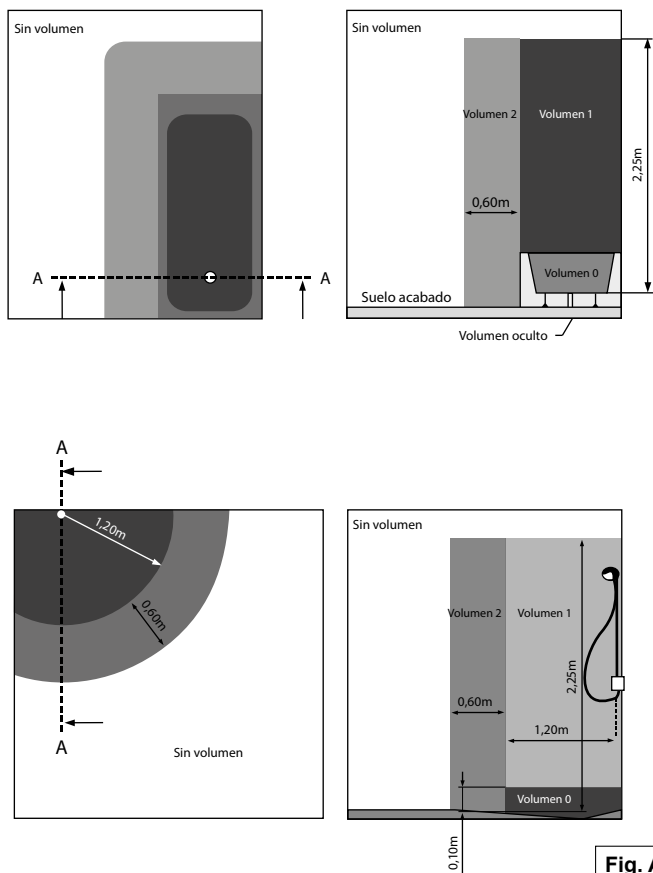 Sin volumen
A
A
Sin volumen
Volumen 2
Volumen 1
2,25m
0,60m
Volumen 0
Suelo acabado
Volumen oculto
A
1,20m
0,60m
A
Sin volumen
Sin volumen
Volumen 2
Volumen 1
2,25m
0,60m
1,20m
Volumen 0
0,10m
Fig. A